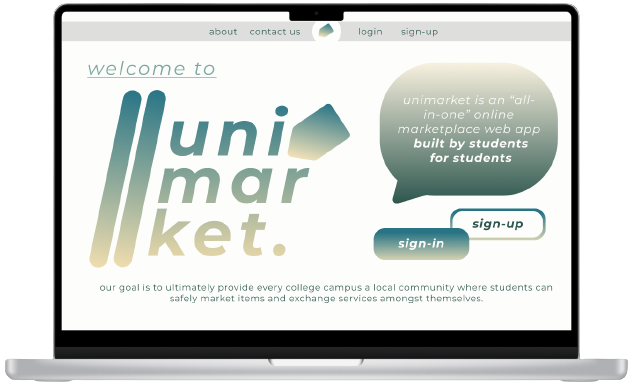 about contact us login sign-up
welcome to
uni
mar
ket.
unimarket is an “all-
in-one” online
marketplace web app
built by students
for students
sign-up
sign-in
our goal is to ultimately provide every college campus a local community where students can
safely market items and exchange services amongst themselves.